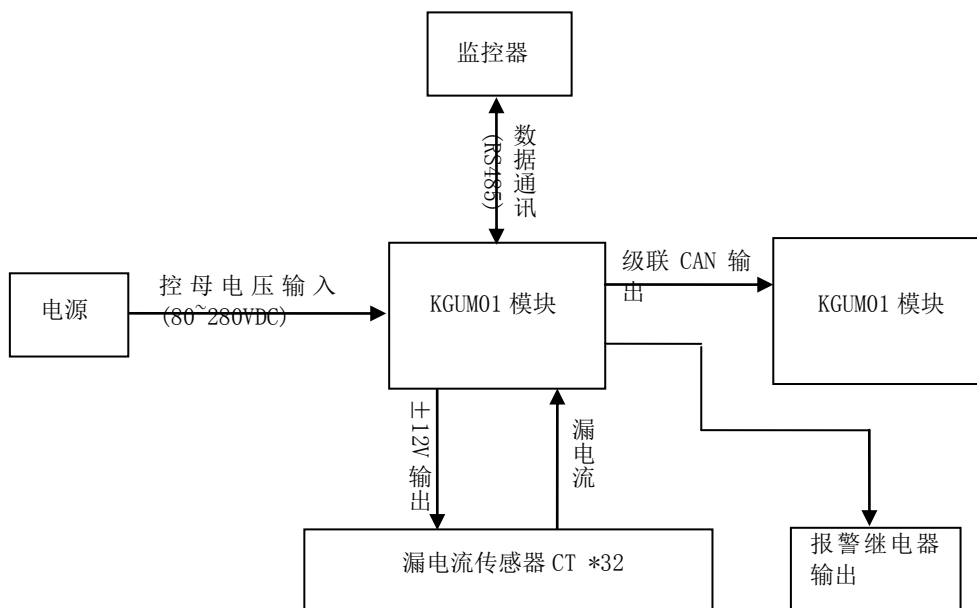 监控器
数据通讯
(RS485)
电源
控母电压输入
(80~280VDC)
KGUM01 模块
级联 CAN 输
出
KGUM01 模块
±12V 输出
漏电流
漏电流传感器 CT *32
报警继电器
输出